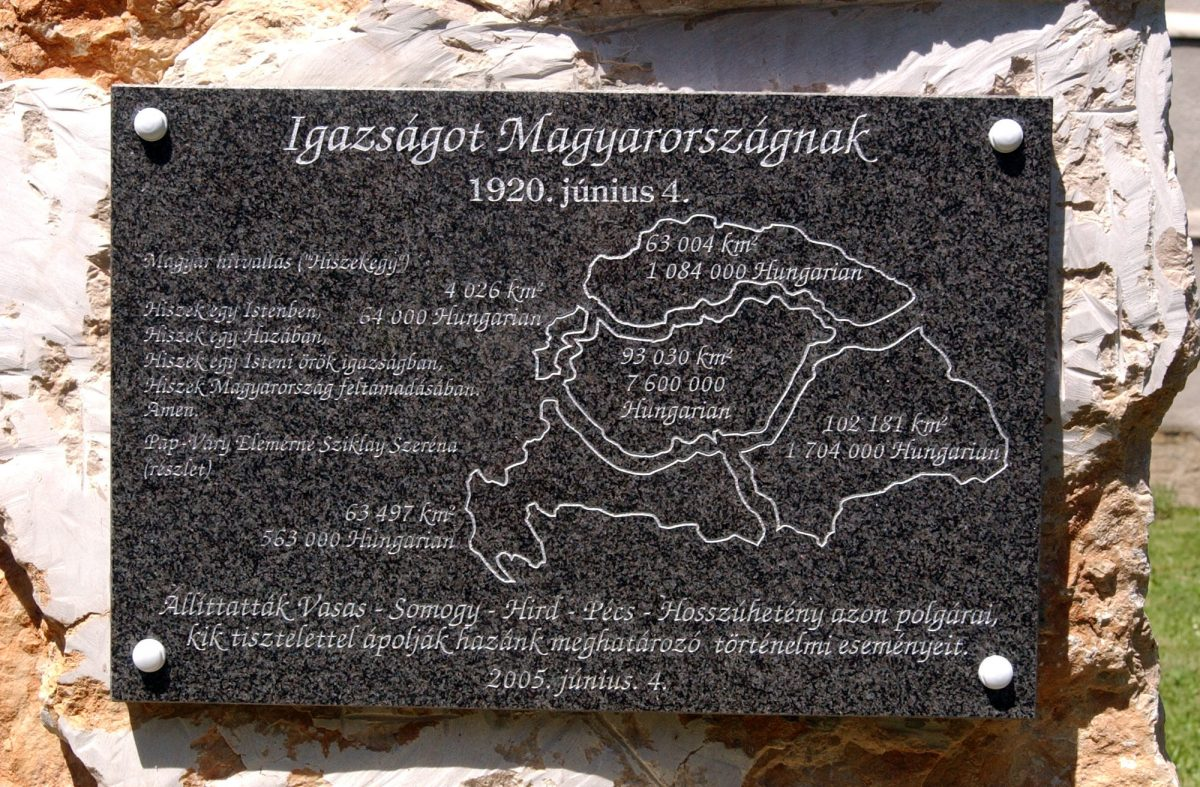 Igazságot Magyarországnak
1920. június 4.
Magyar hitvallás ("Hiszekegy")
Hiszek egy Istenben,
Hiszek egy Hazában,
Hiszek egy Isteni örök igazságban,
Hiszek Magyarország feltámadásában.
Ámen.
Pap-Váry Elemérné Sziklay Szeréna
(részlet)
63 004 km²
1 084 000 Hungarian
4 026 km²
64 000 Hungarian
93 030 km²
7 600 000
Hungarian
102 181 km²
1 704 000 Hungarian
63 497 km²
563 000 Hungarian
Állíttatták Vasas - Somogy - Hird - Pécs - Hosszúhetény azon polgárai,
kik tisztelettel ápolják hazánk meghatározó történelmi eseményeit.
2005. június. 4.